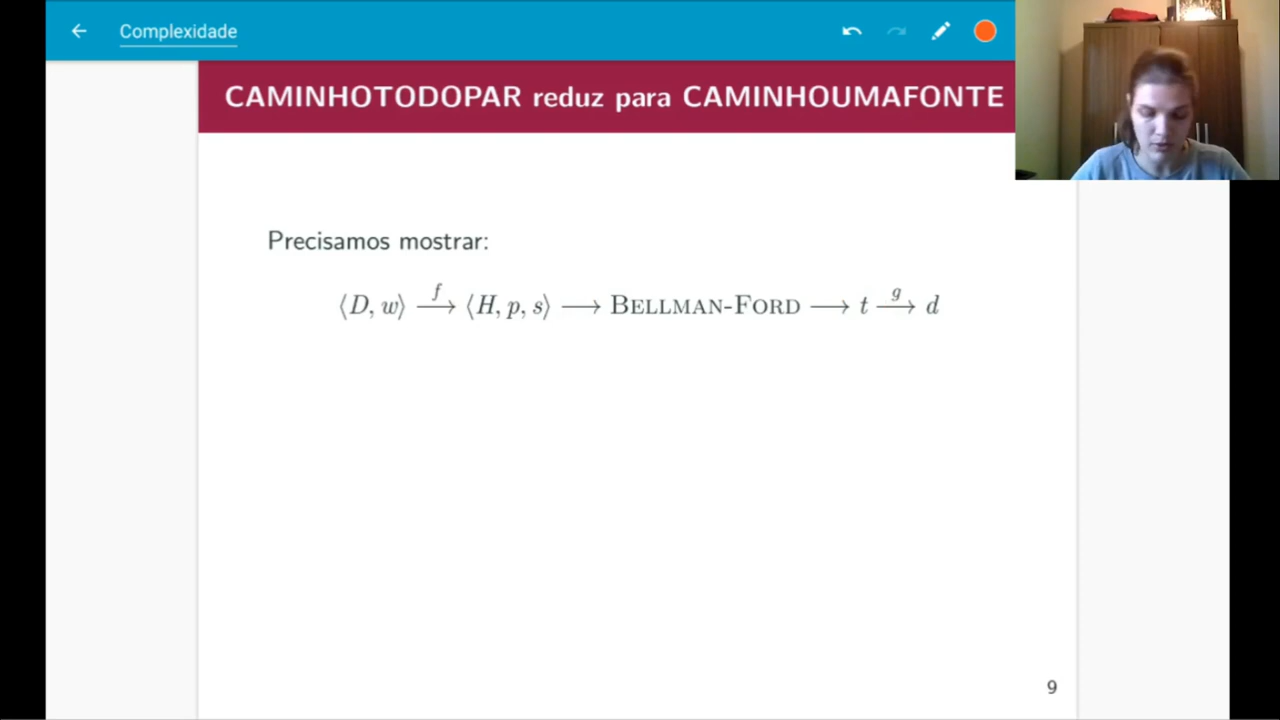 Complexidade
CAMINHOTODOPAR reduz para CAMINHOUMAFONTE
Precisamos mostrar:
⟨D, w⟩ —f→ ⟨H, p, s⟩ ⟶ BELLMAN-FORD ⟶ t —g→ d
9